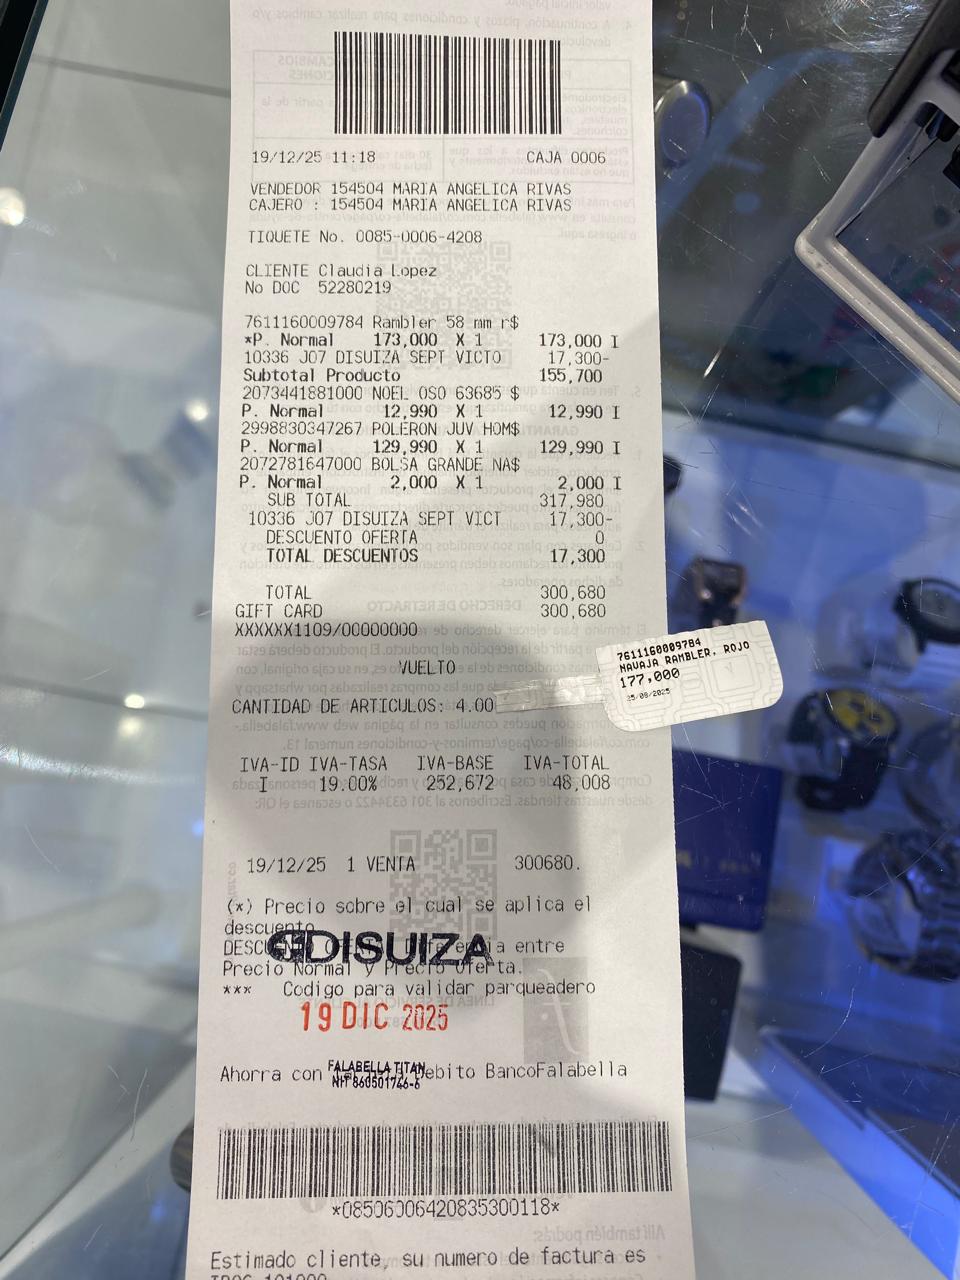 19/12/25 11:18 CAJA 0006
VENDEDOR 154504 MARIA ANGELICA RIVAS
CAJERO : 154504 MARIA ANGELICA RIVAS
TIQUETE No. 0085-0006-4208
CLIENTE Claudia Lopez
No DOC 52280219
7611160009784 Rambler 58 mm r$
*P. Normal 173,000 X 1 173,000 I
10336 J07 DISUIZA SEPT VICTO 17,300-
Subtotal Producto 155,700
2073441881000 NOEL OSO 63685 $
P. Normal 12,990 X 1 12,990 I
2998830347267 POLERON JUV HOM$
P. Normal 129,990 X 1 129,990 I
2072781647000 BOLSA GRANDE NA$
P. Normal 2,000 X 1 2,000 I
SUB TOTAL 317,980
10336 J07 DISUIZA SEPT VICT 17,300-
DESCUENTO OFERTA 0
TOTAL DESCUENTOS 17,300
TOTAL 300,680
GIFT CARD 300,680
XXXXXX1109/00000000
VUELTO
CANTIDAD DE ARTICULOS: 4.00
7611160009784
NAVAJA RAMBLER, ROJO
177,000
25/08/2025
IVA-ID IVA-TASA IVA-BASE IVA-TOTAL
I 19.00% 252,672 48,008
19/12/25 1 VENTA 300680.
(*) Precio sobre el cual se aplica el
descuento
DISUIZA
entre
Precio Normal y Precio Oferta.
*** Codigo para validar parqueadero
19 DIC 2025
FALABELLA TITAN
NIT 860501746-6
Ahorra con Debito BancoFalabella
*08506006420835300118*
Estimado cliente, su numero de factura es